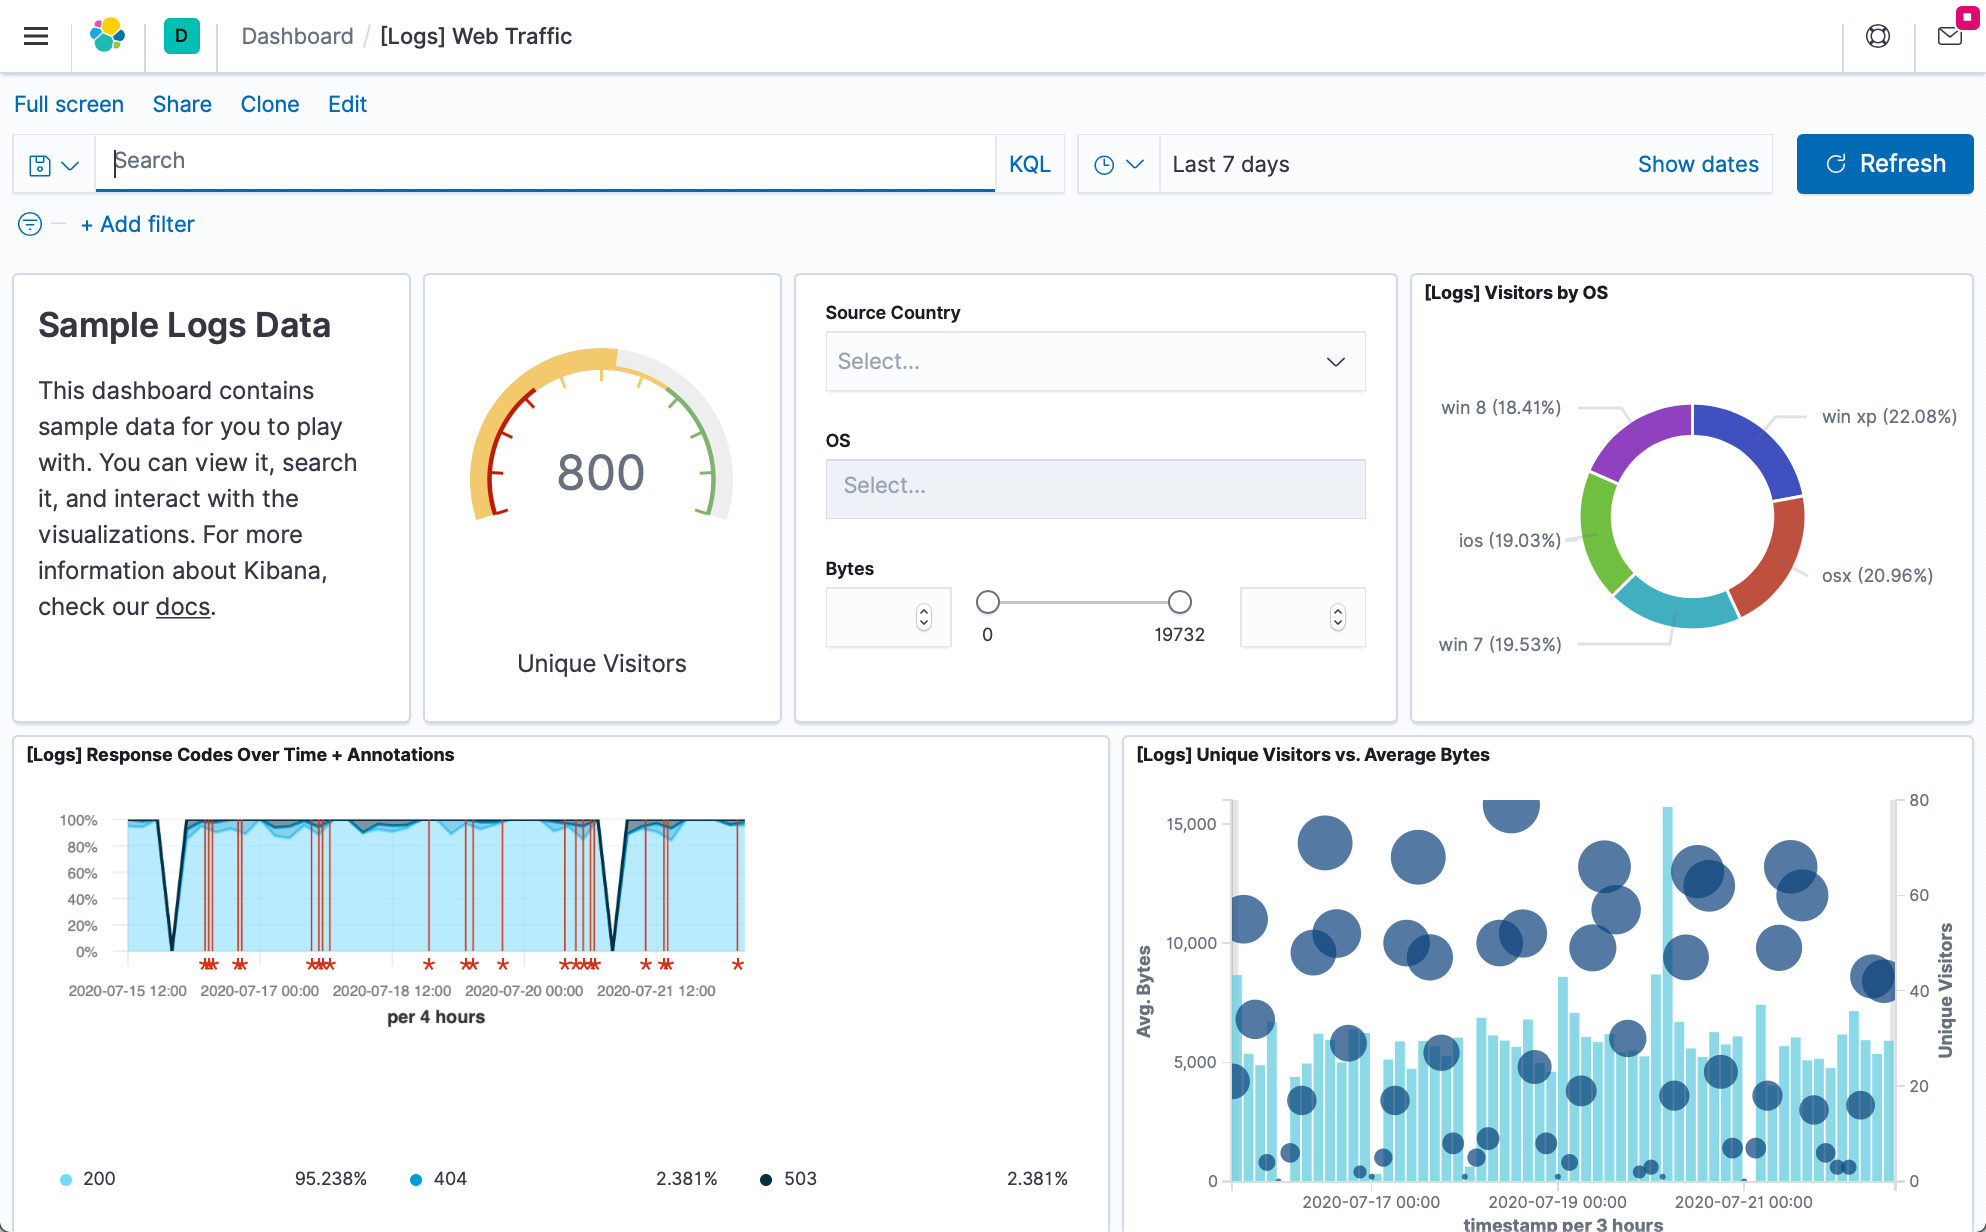 D
Dashboard / [Logs] Web Traffic
Full screen Share Clone Edit
Search
KQL
Last 7 days
Show dates
Refresh
+ Add filter
Sample Logs Data
This dashboard contains
sample data for you to play
with. You can view it, search
it, and interact with the
visualizations. For more
information about Kibana,
check our docs.
800
Unique Visitors
Source Country
Select...
OS
Select...
Bytes
0
19732
[Logs] Visitors by OS
win 8 (18.41%)
win xp (22.08%)
ios (19.03%)
osx (20.96%)
win 7 (19.53%)
[Logs] Response Codes Over Time + Annotations
100%
80%
60%
40%
20%
0%
2020-07-15 12:00 2020-07-17 00:00 2020-07-18 12:00 2020-07-20 00:00 2020-07-21 12:00
per 4 hours
200 95.238% 404 2.381% 503 2.381%
[Logs] Unique Visitors vs. Average Bytes
15,000
10,000
5,000
0
Avg. Bytes
80
60
40
20
0
Unique Visitors
2020-07-17 00:00 2020-07-19 00:00 2020-07-21 00:00
timestamp per 3 hours